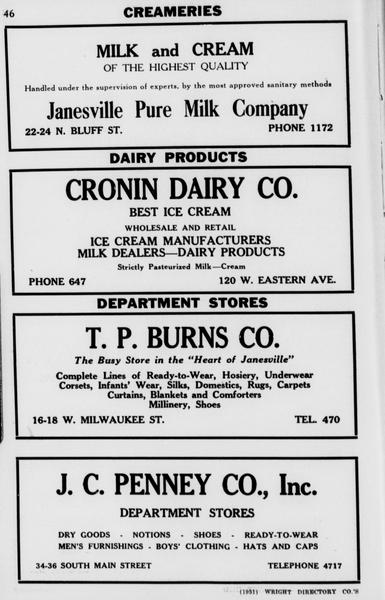 46
CREAMERIES
MILK and CREAM
OF THE HIGHEST QUALITY
Handled under the supervision of experts, by the most approved sanitary methods
Janesville Pure Milk Company
22-24 N. BLUFF ST. PHONE 1172
DAIRY PRODUCTS
CRONIN DAIRY CO.
BEST ICE CREAM
WHOLESALE AND RETAIL
ICE CREAM MANUFACTURERS
MILK DEALERS—DAIRY PRODUCTS
Strictly Pasteurized Milk—Cream
PHONE 647 120 W. EASTERN AVE.
DEPARTMENT STORES
T. P. BURNS CO.
The Busy Store in the "Heart of Janesville"
Complete Lines of Ready-to-Wear, Hosiery, Underwear
Corsets, Infants' Wear, Silks, Domestics, Rugs, Carpets
Curtains, Blankets and Comforters
Millinery, Shoes
16-18 W. MILWAUKEE ST. TEL. 470
J. C. PENNEY CO., Inc.
DEPARTMENT STORES
DRY GOODS - NOTIONS - SHOES - READY-TO-WEAR
MEN'S FURNISHINGS - BOYS' CLOTHING - HATS AND CAPS
34-36 SOUTH MAIN STREET TELEPHONE 4717
(1931) WRIGHT DIRECTORY CO.'S